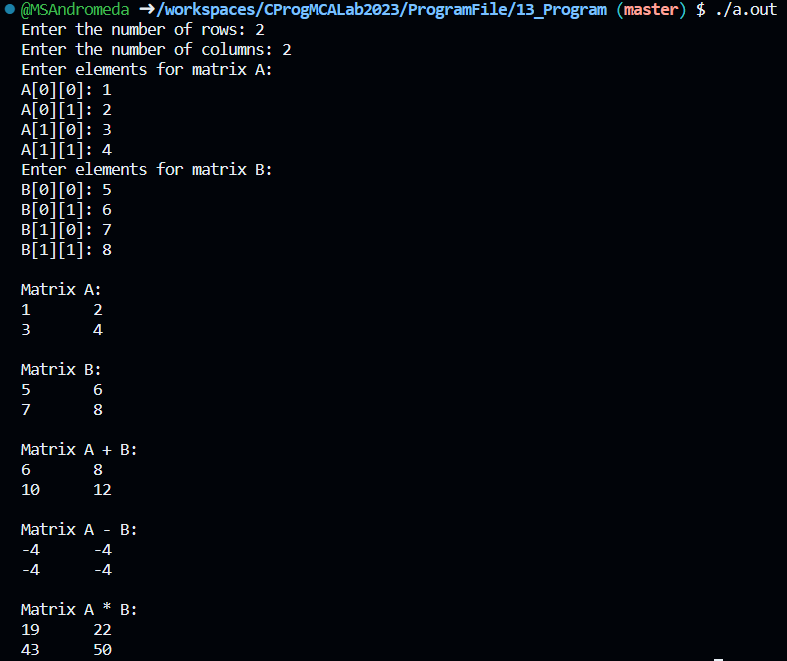 @MSAndromeda ➜/workspaces/CProgMCALab2023/ProgramFile/13_Program (master) $ ./a.out
Enter the number of rows: 2
Enter the number of columns: 2
Enter elements for matrix A:
A[0][0]: 1
A[0][1]: 2
A[1][0]: 3
A[1][1]: 4
Enter elements for matrix B:
B[0][0]: 5
B[0][1]: 6
B[1][0]: 7
B[1][1]: 8
Matrix A:
1 2
3 4
Matrix B:
5 6
7 8
Matrix A + B:
6 8
10 12
Matrix A - B:
-4 -4
-4 -4
Matrix A * B:
19 22
43 50